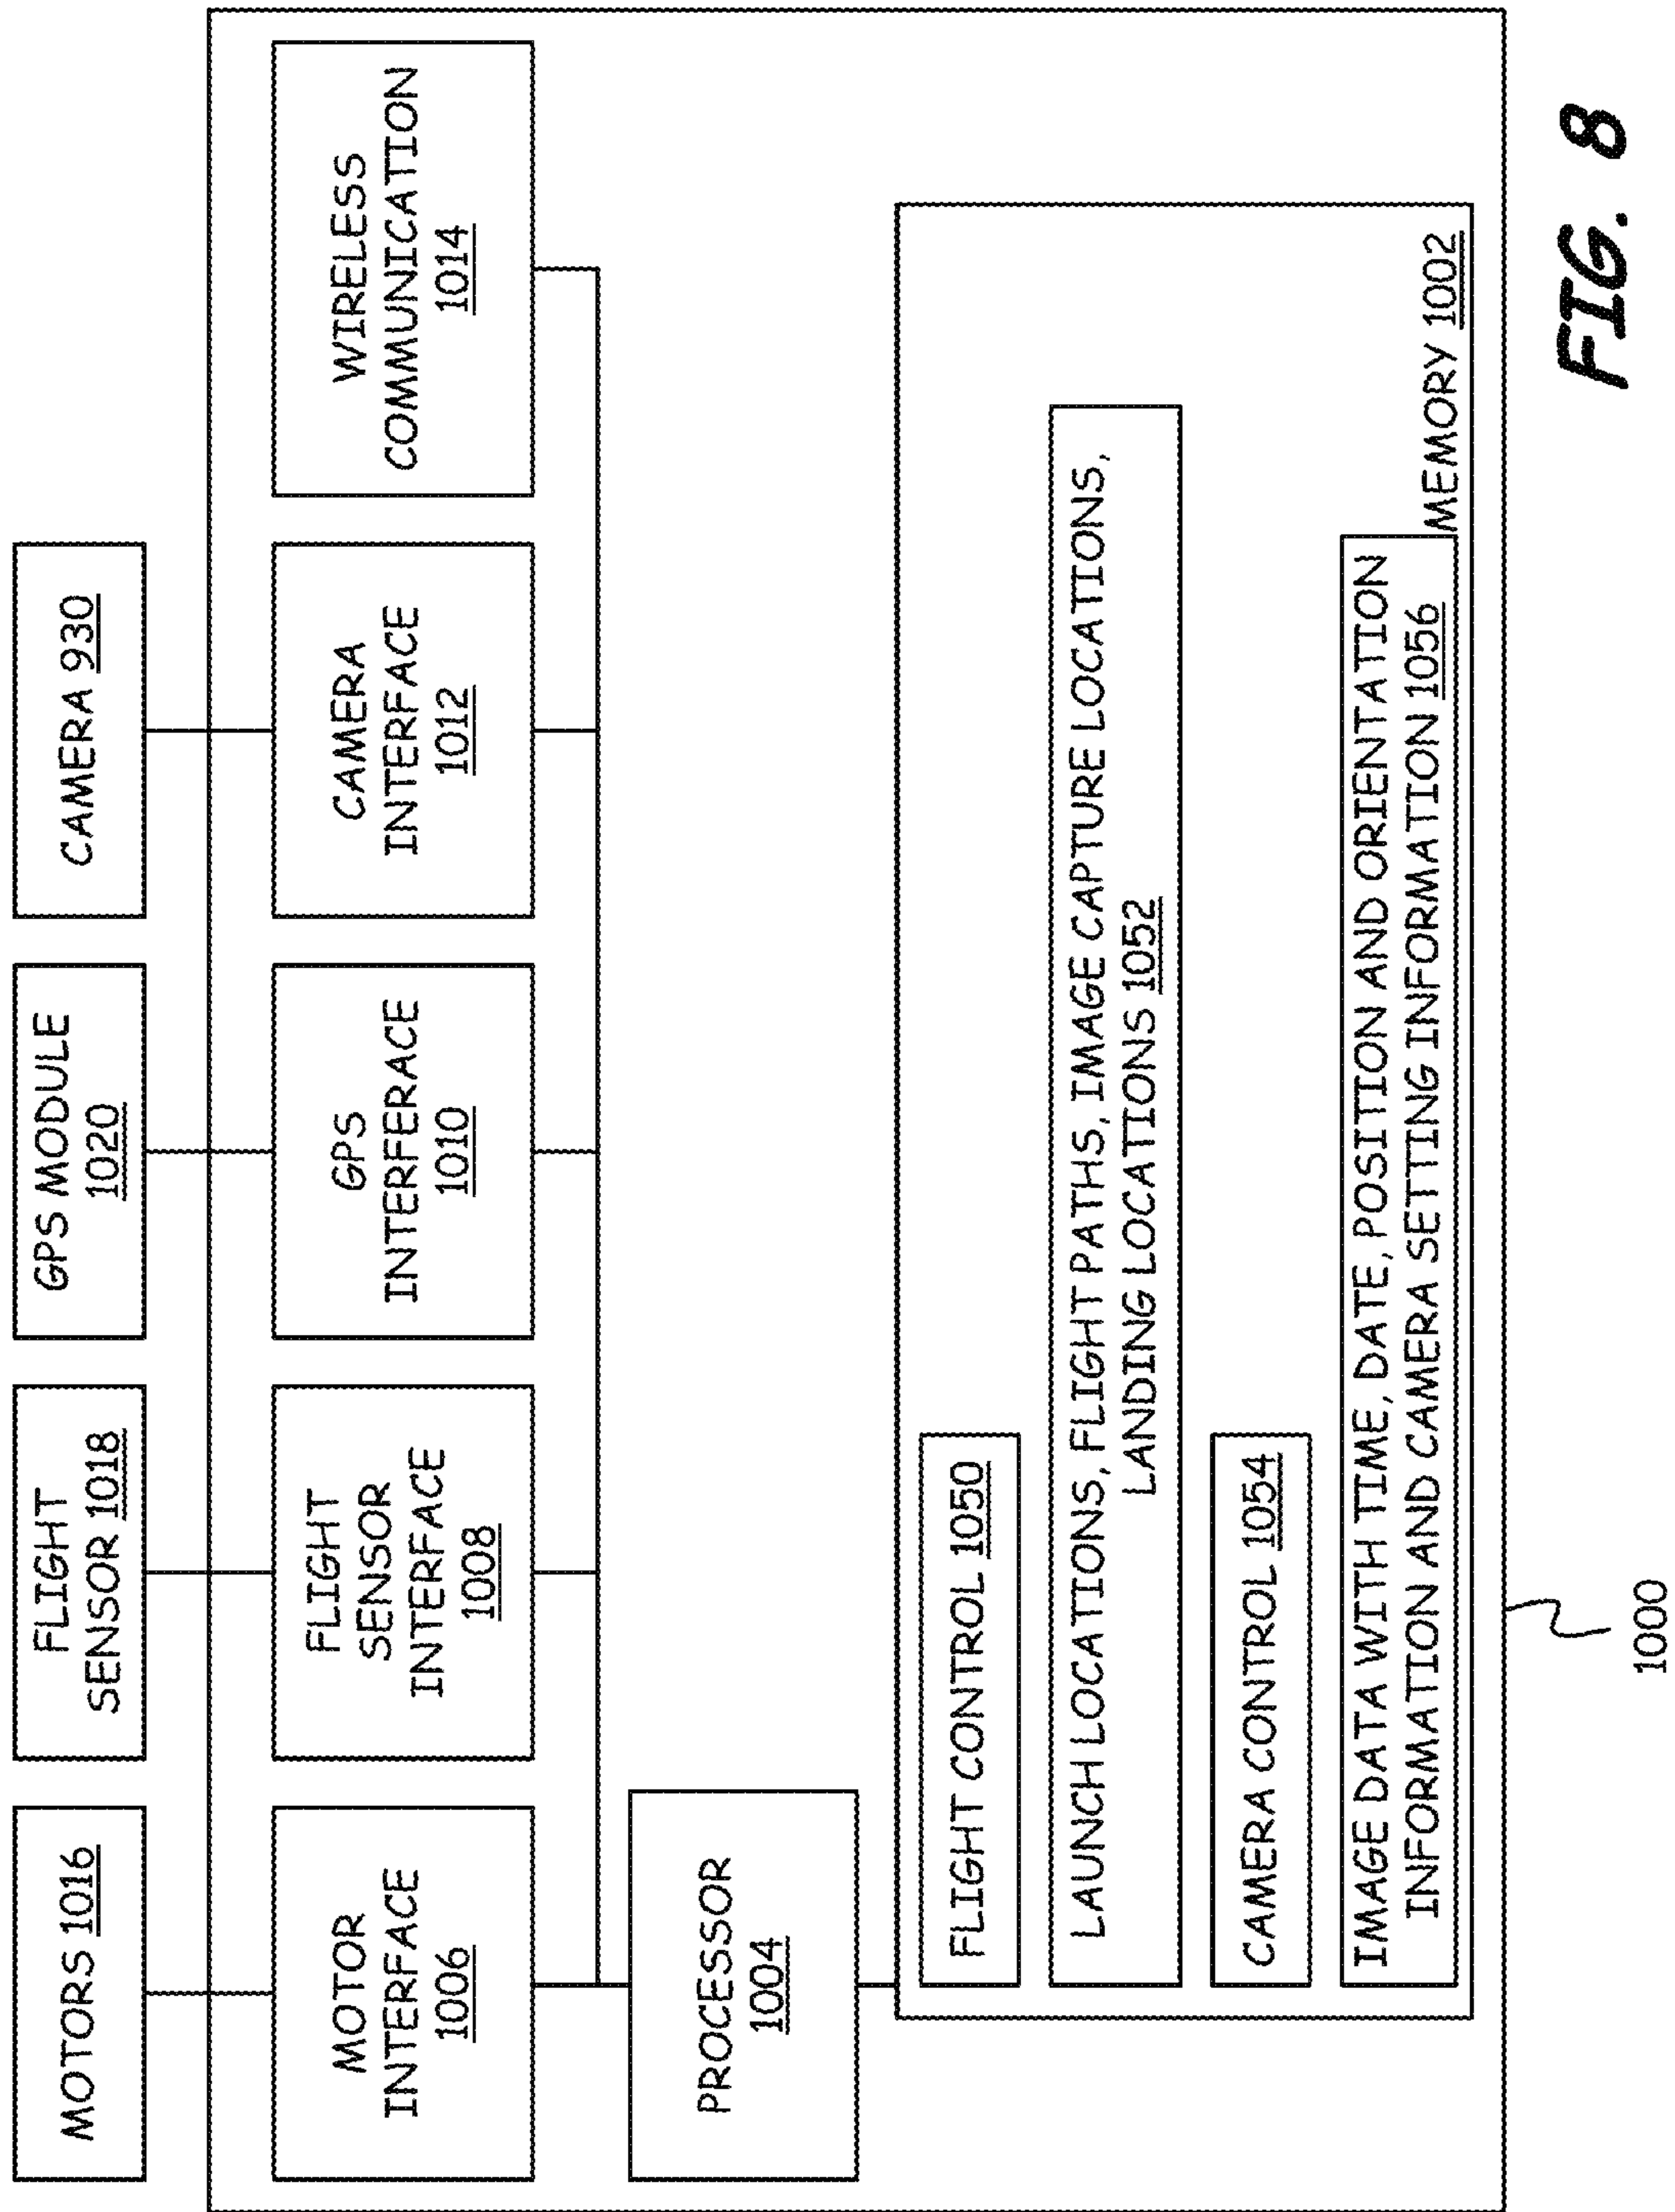 MOTORS 1016
FLIGHT
SENSOR 1018
GPS MODULE
1020
CAMERA 930
MOTOR
INTERFACE
1006
FLIGHT
SENSOR
INTERFACE
1008
GPS
INTERFERACE
1010
CAMERA
INTERFACE
1012
WIRELESS
COMMUNICATION
1014
PROCESSOR
1004
FLIGHT CONTROL 1050
LAUNCH LOCATIONS, FLIGHT PATHS, IMAGE CAPTURE LOCATIONS,
LANDING LOCATIONS 1052
CAMERA CONTROL 1054
IMAGE DATA WITH TIME, DATE, POSITION AND ORIENTATION
INFORMATION AND CAMERA SETTING INFORMATION 1056
MEMORY 1002
1000
FIG. 8